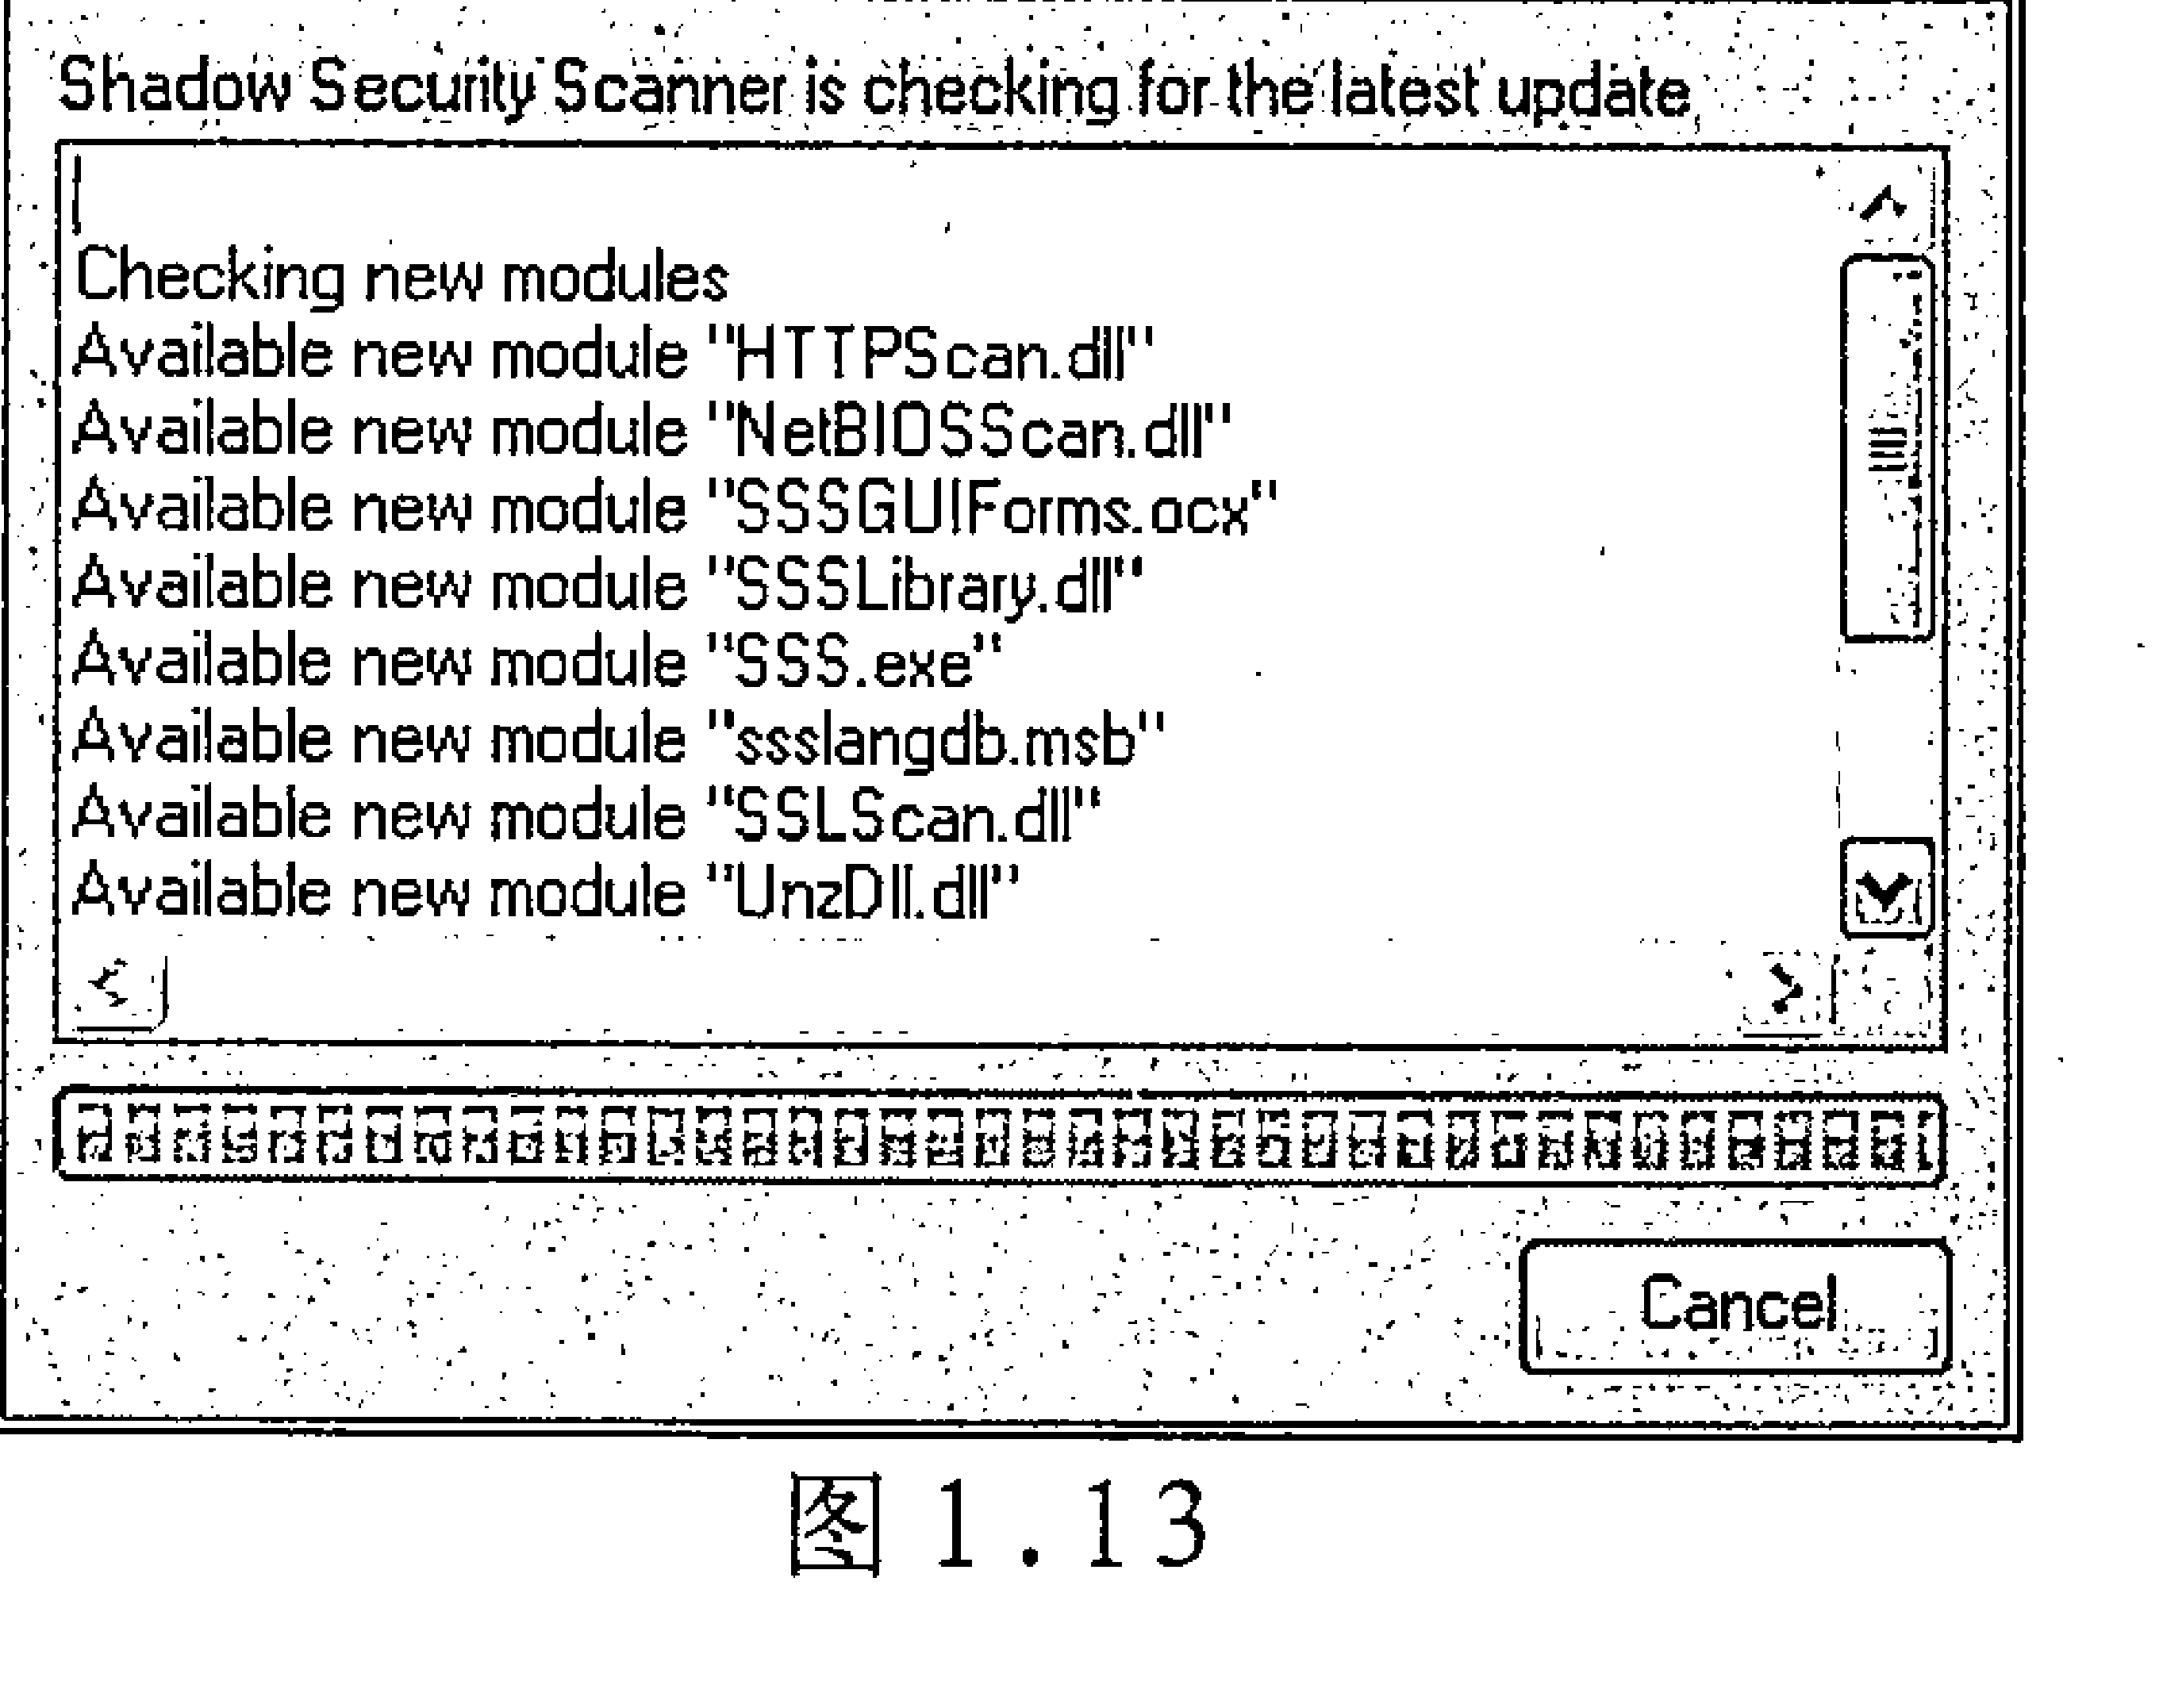 Shadow Security Scanner is checking for the latest update
Checking new modules
Available new module "HTTPScan.dll"
Available new module "NetBIOSScan.dll"
Available new module "SSSGUIForms.ocx"
Available new module "SSSLibrary.dll"
Available new module "SSS.exe"
Available new module "ssslangdb.msb"
Available new module "SSLScan.dll"
Available new module "UnzDll.dll"
Cancel
图 1.13